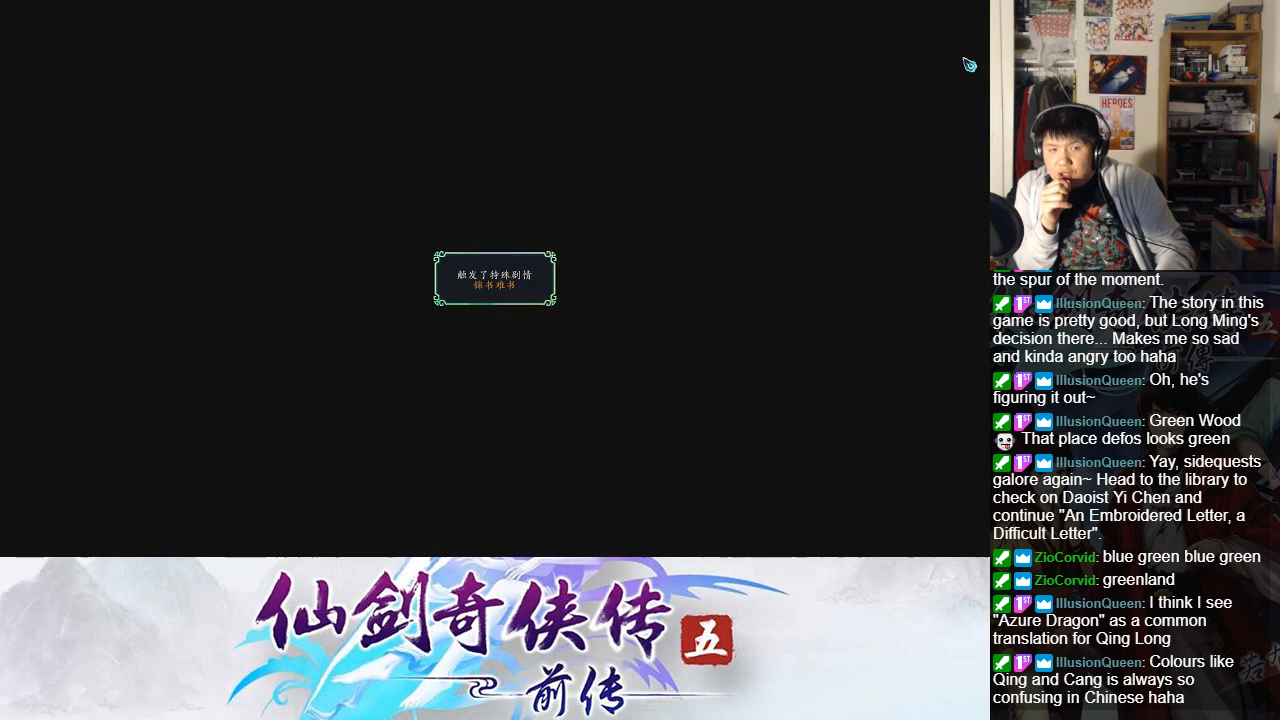 触发了特殊剧情
锦书难书
HEROES
the spur of the moment.
IllusionQueen: The story in this
game is pretty good, but Long Ming's
decision there... Makes me so sad
and kinda angry too haha
IllusionQueen: Oh, he's
figuring it out~
IllusionQueen: Green Wood
That place defos looks green
IllusionQueen: Yay, sidequests
galore again~ Head to the library to
check on Daoist Yi Chen and
continue "An Embroidered Letter, a
Difficult Letter".
ZioCorvid: blue green blue green
ZioCorvid: greenland
IllusionQueen: I think I see
"Azure Dragon" as a common
translation for Qing Long
IllusionQueen: Colours like
Qing and Cang is always so
confusing in Chinese haha
仙剑奇侠传
五
前传